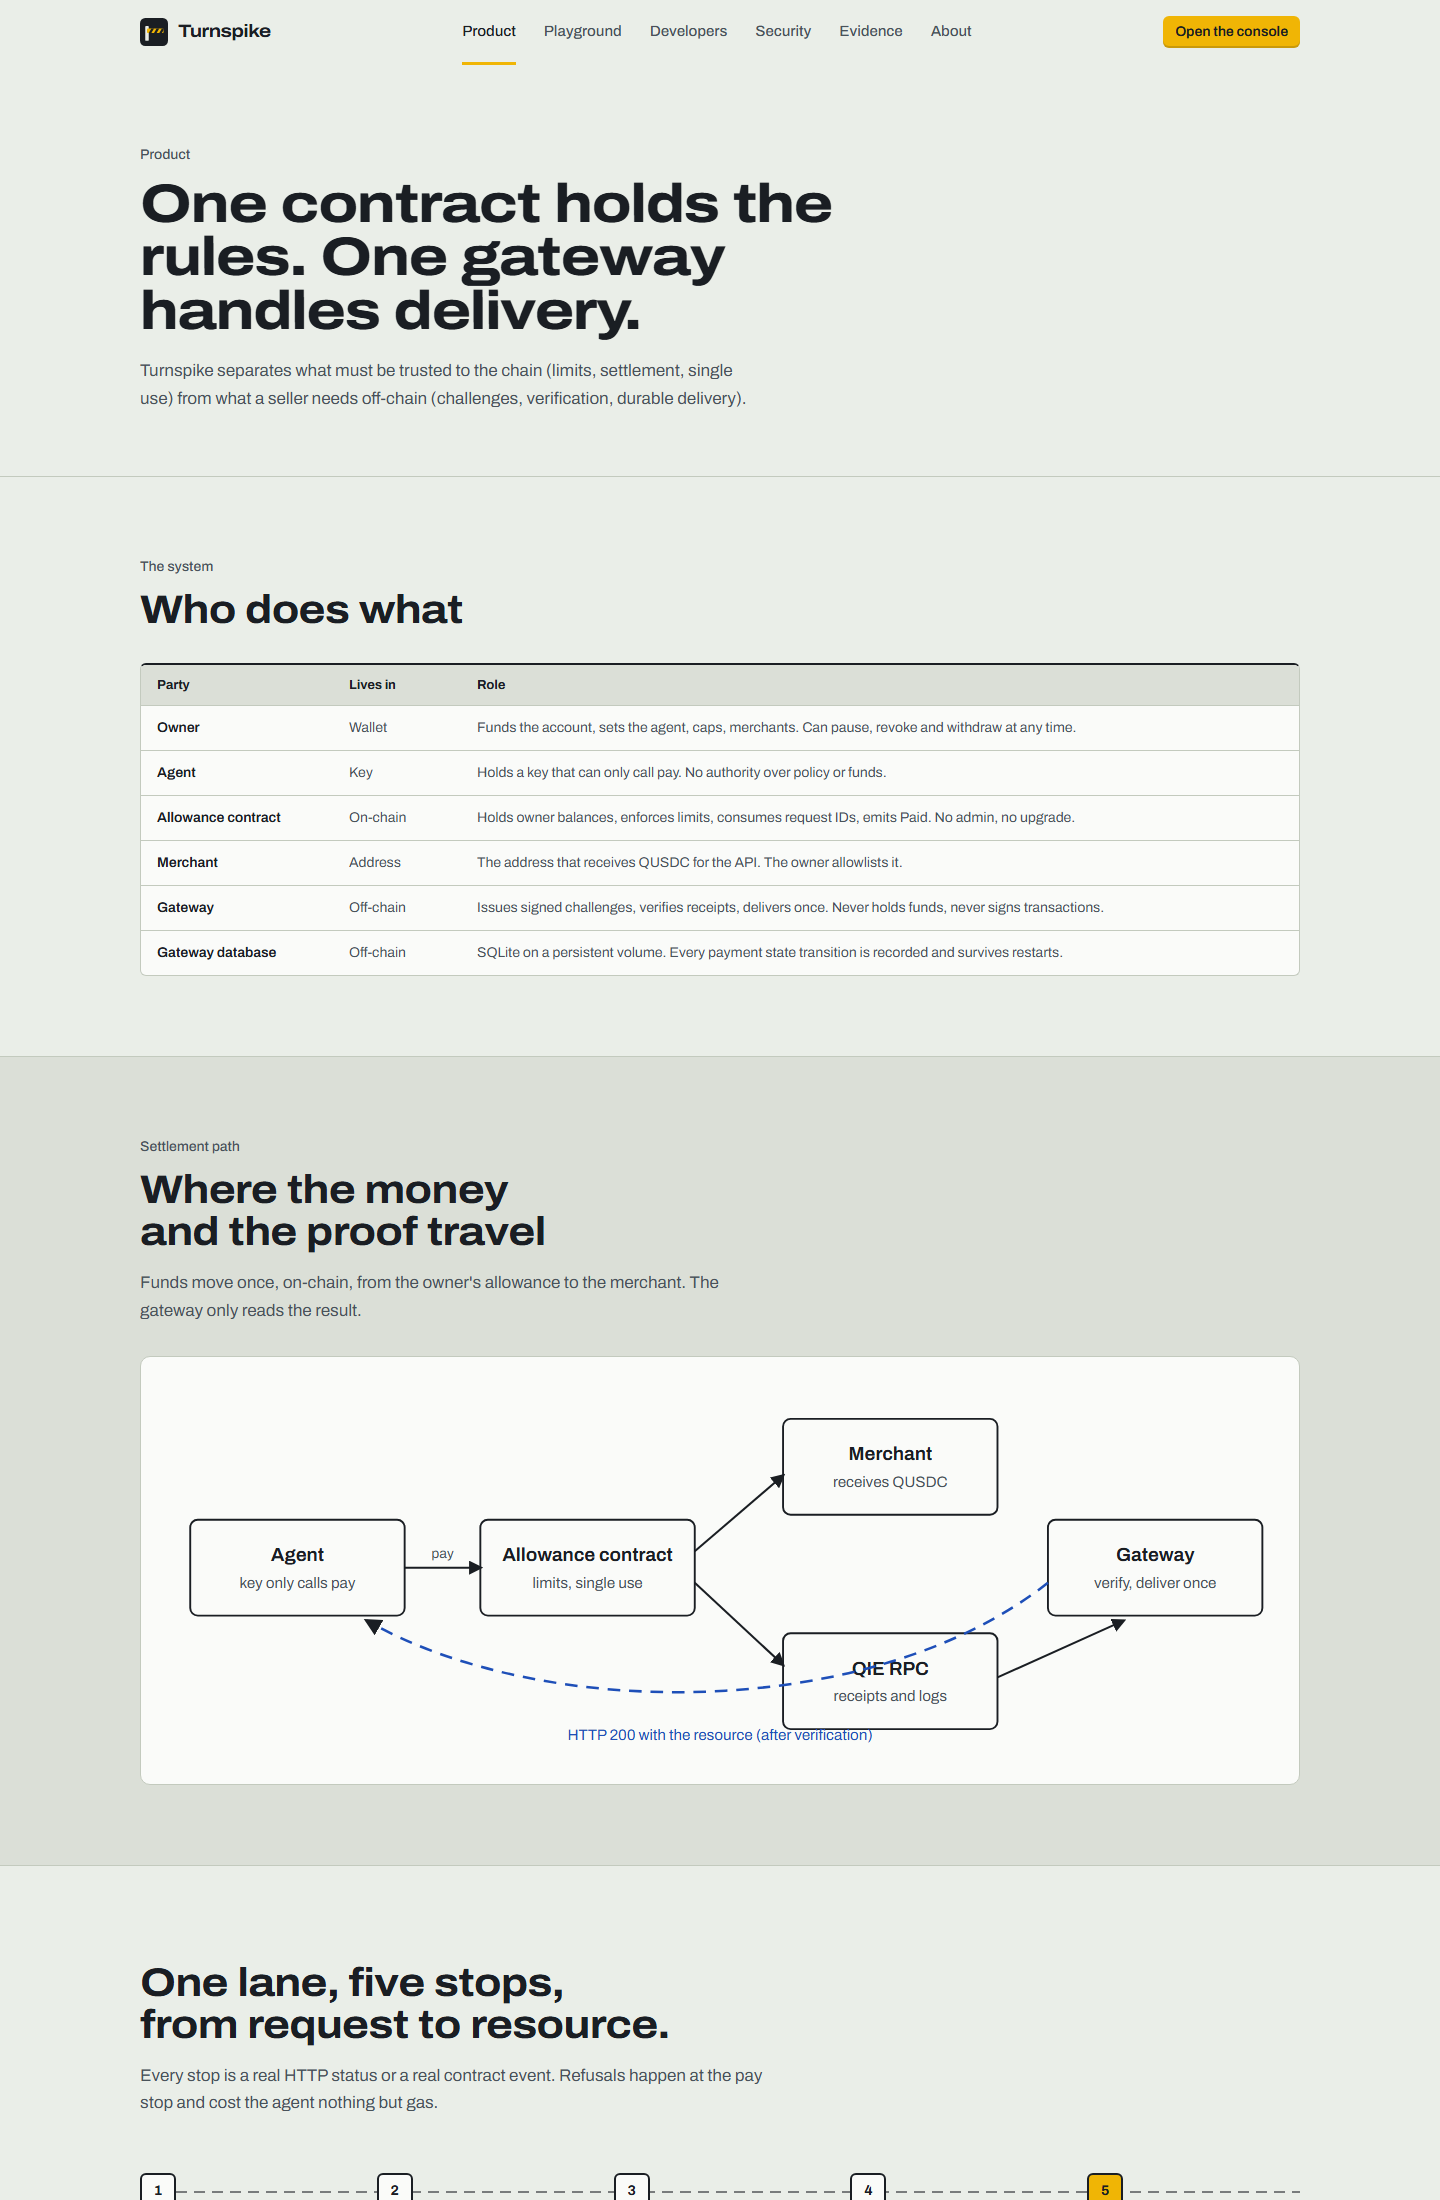 Turnspike
Product
Playground
Developers
Security
Evidence
About
Open the console
Product
One contract holds the
rules. One gateway
handles delivery.
Turnspike separates what must be trusted to the chain (limits, settlement, single
use) from what a seller needs off-chain (challenges, verification, durable delivery).
The system
Who does what
Party Lives in Role
Owner Wallet Funds the account, sets the agent, caps, merchants. Can pause, revoke and withdraw at any time.
Agent Key Holds a key that can only call pay. No authority over policy or funds.
Allowance contract On-chain Holds owner balances, enforces limits, consumes request IDs, emits Paid. No admin, no upgrade.
Merchant Address The address that receives QUSDC for the API. The owner allowlists it.
Gateway Off-chain Issues signed challenges, verifies receipts, delivers once. Never holds funds, never signs transactions.
Gateway database Off-chain SQLite on a persistent volume. Every payment state transition is recorded and survives restarts.
Settlement path
Where the money
and the proof travel
Funds move once, on-chain, from the owner's allowance to the merchant. The
gateway only reads the result.
Merchant
receives QUSDC
Agent
key only calls pay
pay
Allowance contract
limits, single use
Gateway
verify, deliver once
QIE RPC
receipts and logs
HTTP 200 with the resource (after verification)
One lane, five stops,
from request to resource.
Every stop is a real HTTP status or a real contract event. Refusals happen at the pay
stop and cost the agent nothing but gas.
1 2 3 4 5